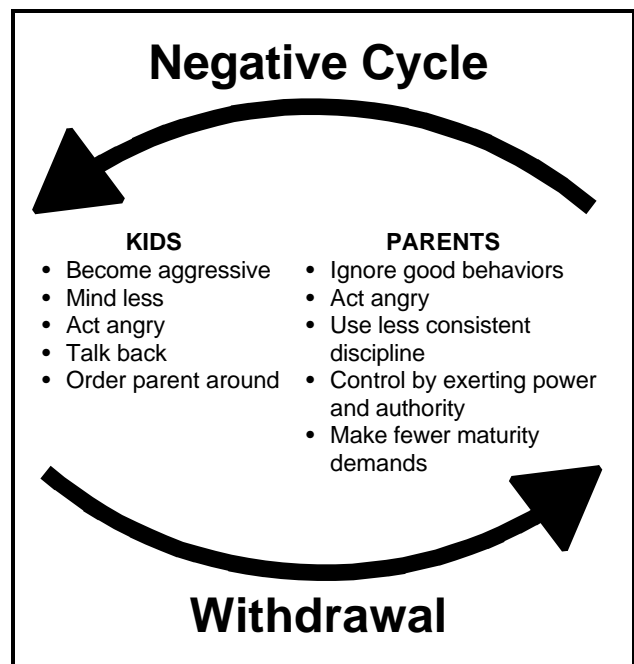 Negative Cycle
KIDS
• Become aggressive
• Mind less
• Act angry
• Talk back
• Order parent around
PARENTS
• Ignore good behaviors
• Act angry
• Use less consistent
discipline
• Control by exerting power
and authority
• Make fewer maturity
demands
Withdrawal